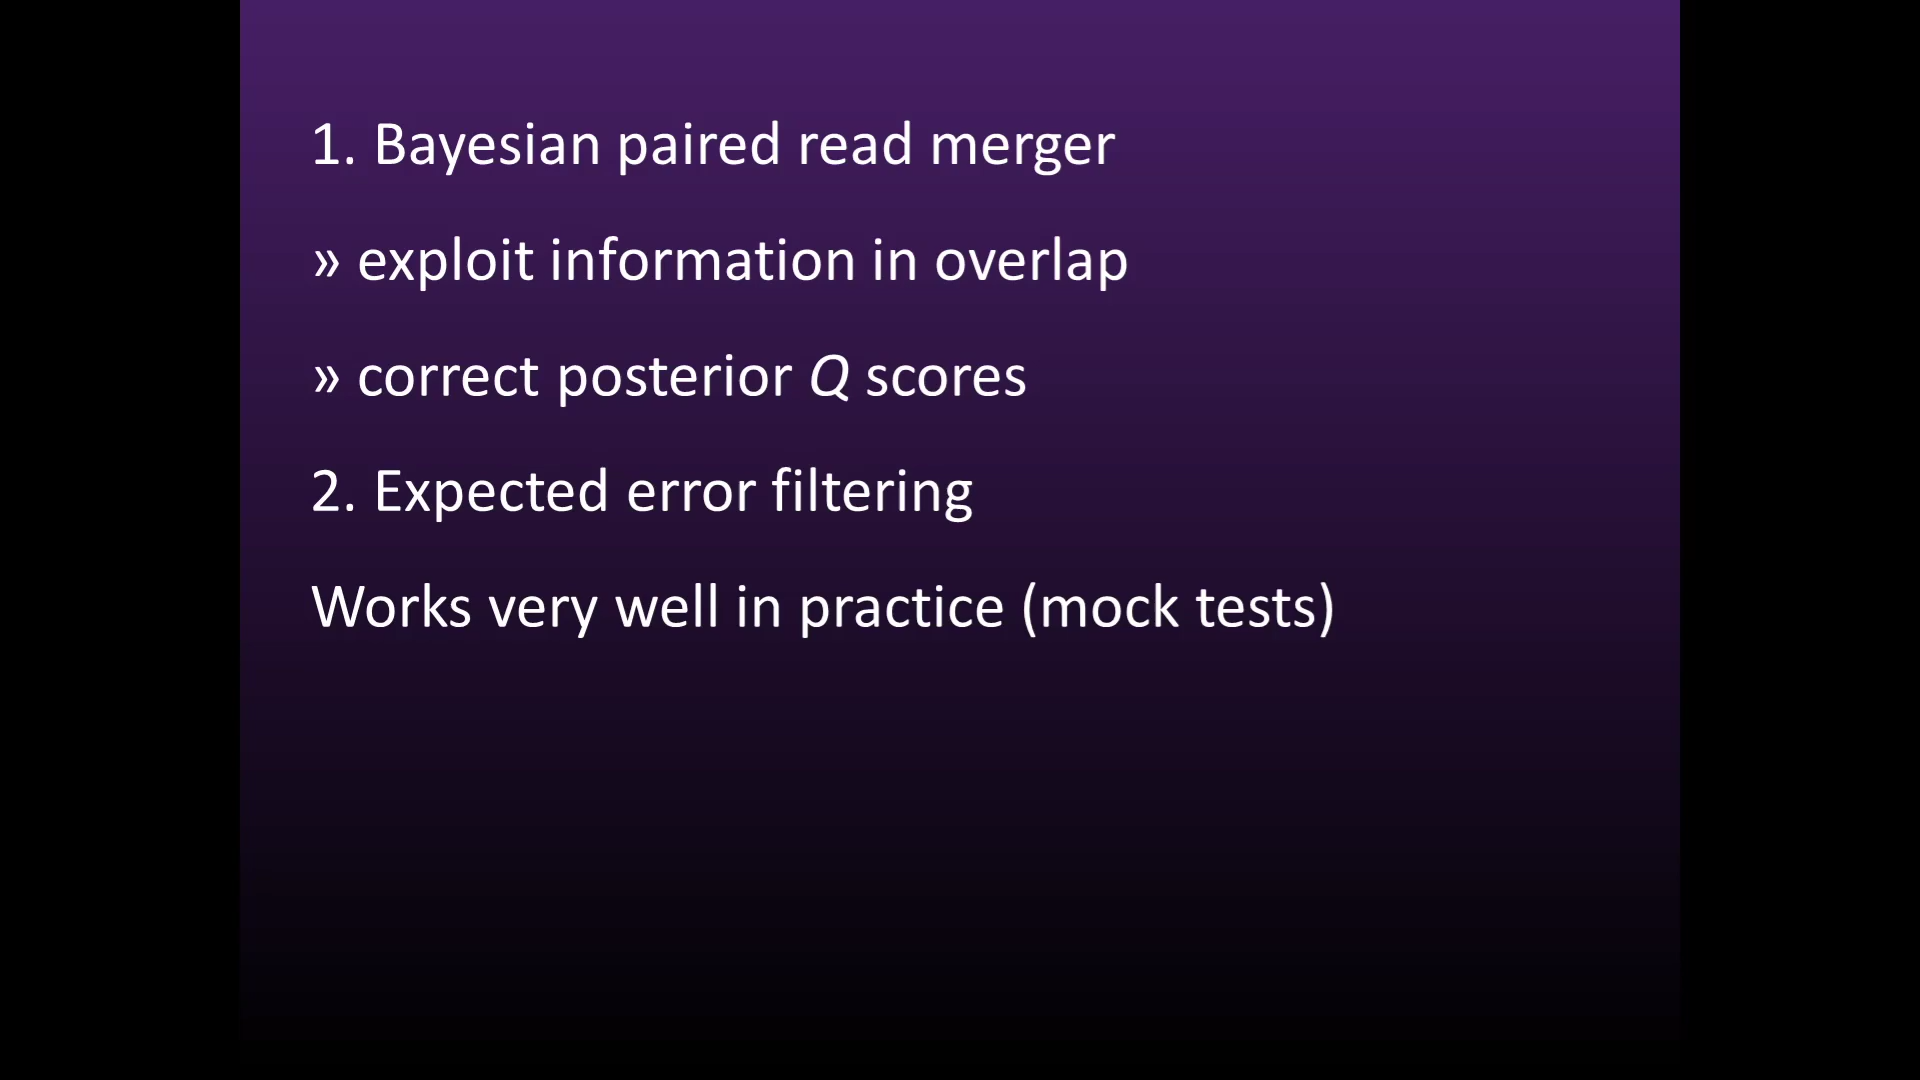 1. Bayesian paired read merger
» exploit information in overlap
» correct posterior Q scores
2. Expected error filtering
Works very well in practice (mock tests)